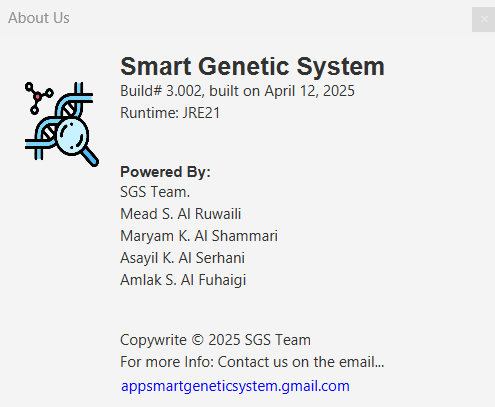 About Us
Smart Genetic System
Build# 3.002, built on April 12, 2025
Runtime: JRE21
Powered By:
SGS Team.
Mead S. Al Ruwaili
Maryam K. Al Shammari
Asayil K. Al Serhani
Amlak S. Al Fuhaigi
Copywrite © 2025 SGS Team
For more Info: Contact us on the email...
appsmartgeneticsystem.gmail.com